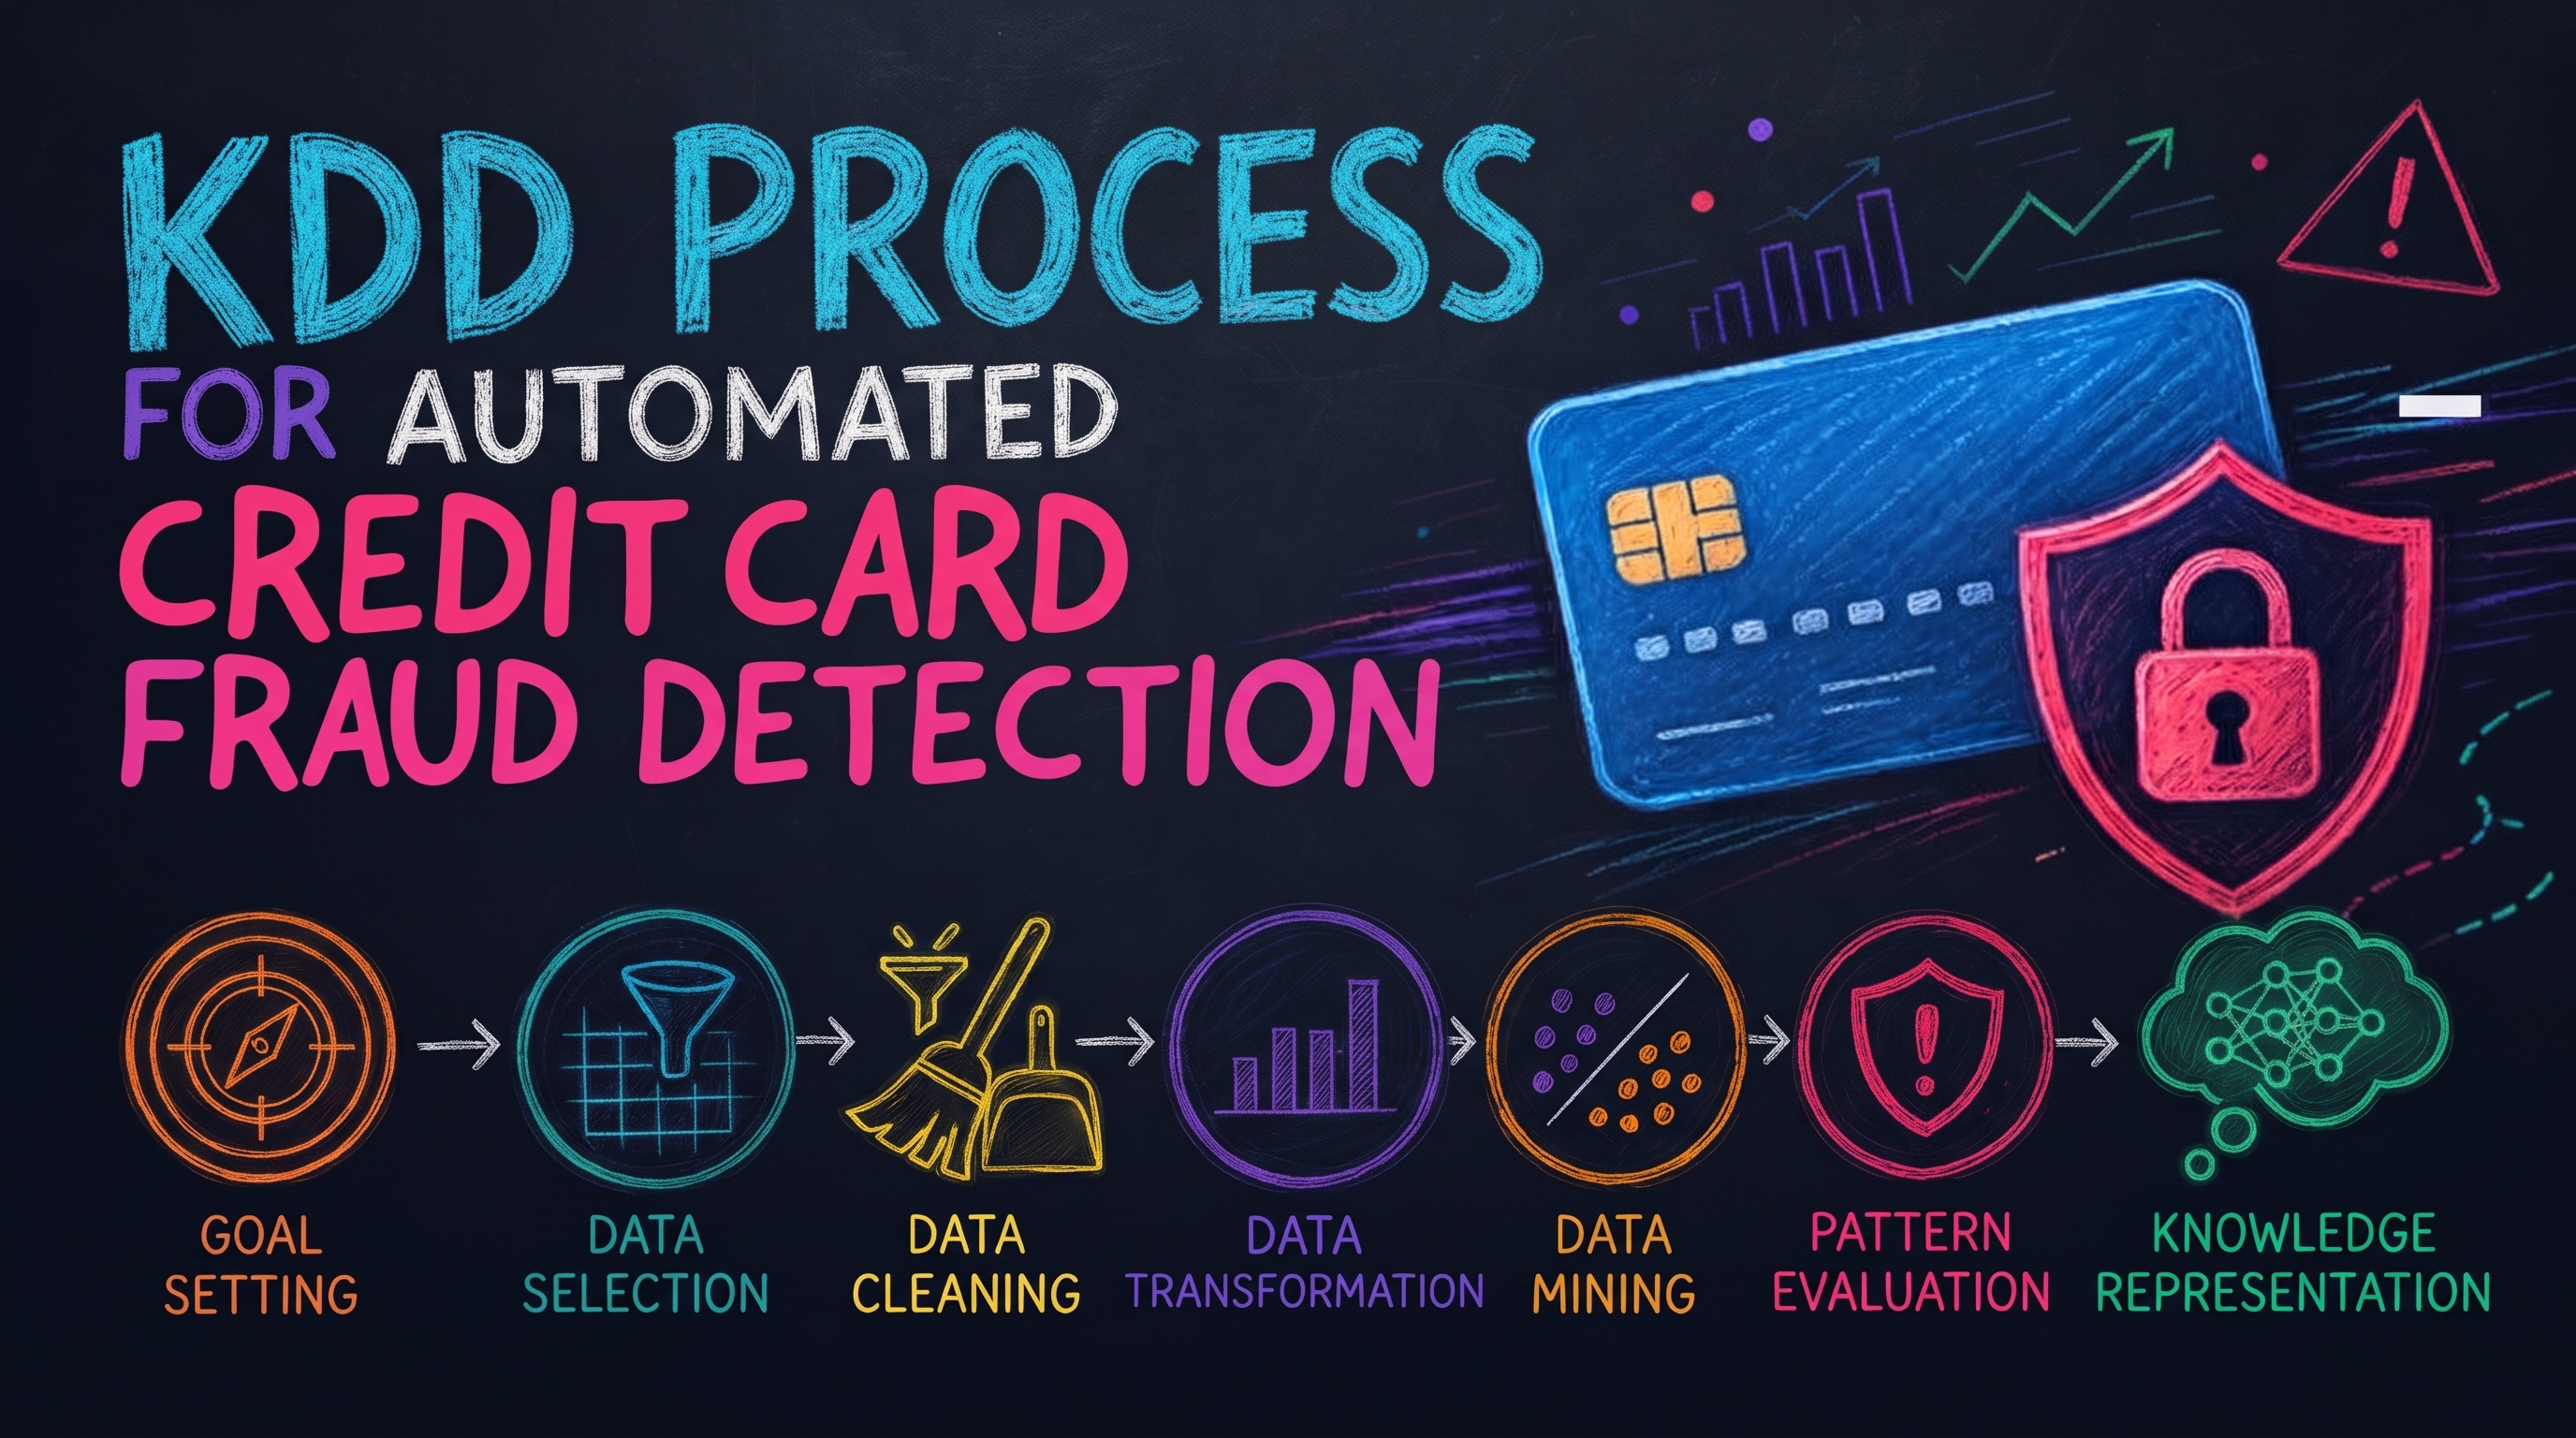 KDD PROCESS
FOR AUTOMATED
CREDIT CARD
FRAUD DETECTION
GOAL
SETTING
DATA
SELECTION
DATA
CLEANING
DATA
TRANSFORMATION
DATA
MINING
PATTERN
EVALUATION
KNOWLEDGE
REPRESENTATION